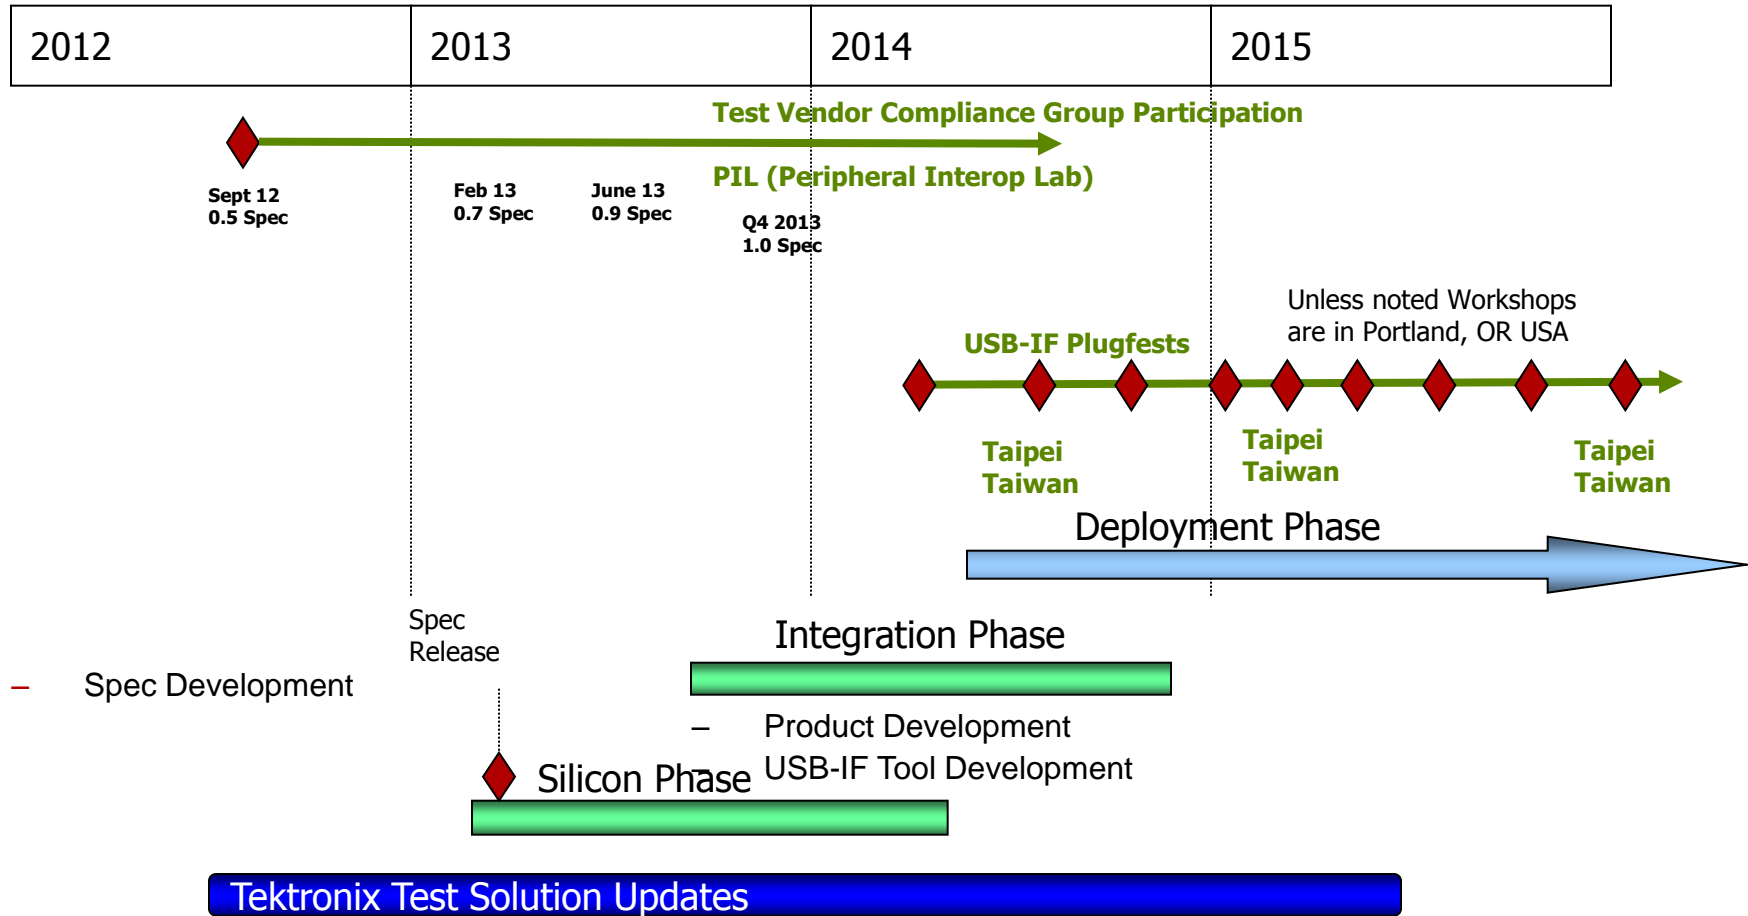 2012
2013
2014
2015
Test Vendor Compliance Group Participation
PIL (Peripheral Interop Lab)
Sept 12
0.5 Spec
Feb 13
0.7 Spec
June 13
0.9 Spec
Q4 2013
1.0 Spec
Unless noted Workshops
are in Portland, OR USA
USB-IF Plugfests
Taipei
Taiwan
Taipei
Taiwan
Taipei
Taiwan
Deployment Phase
Spec
Release
Integration Phase
– Spec Development
– Product Development
– USB-IF Tool Development
Silicon Phase
Tektronix Test Solution Updates